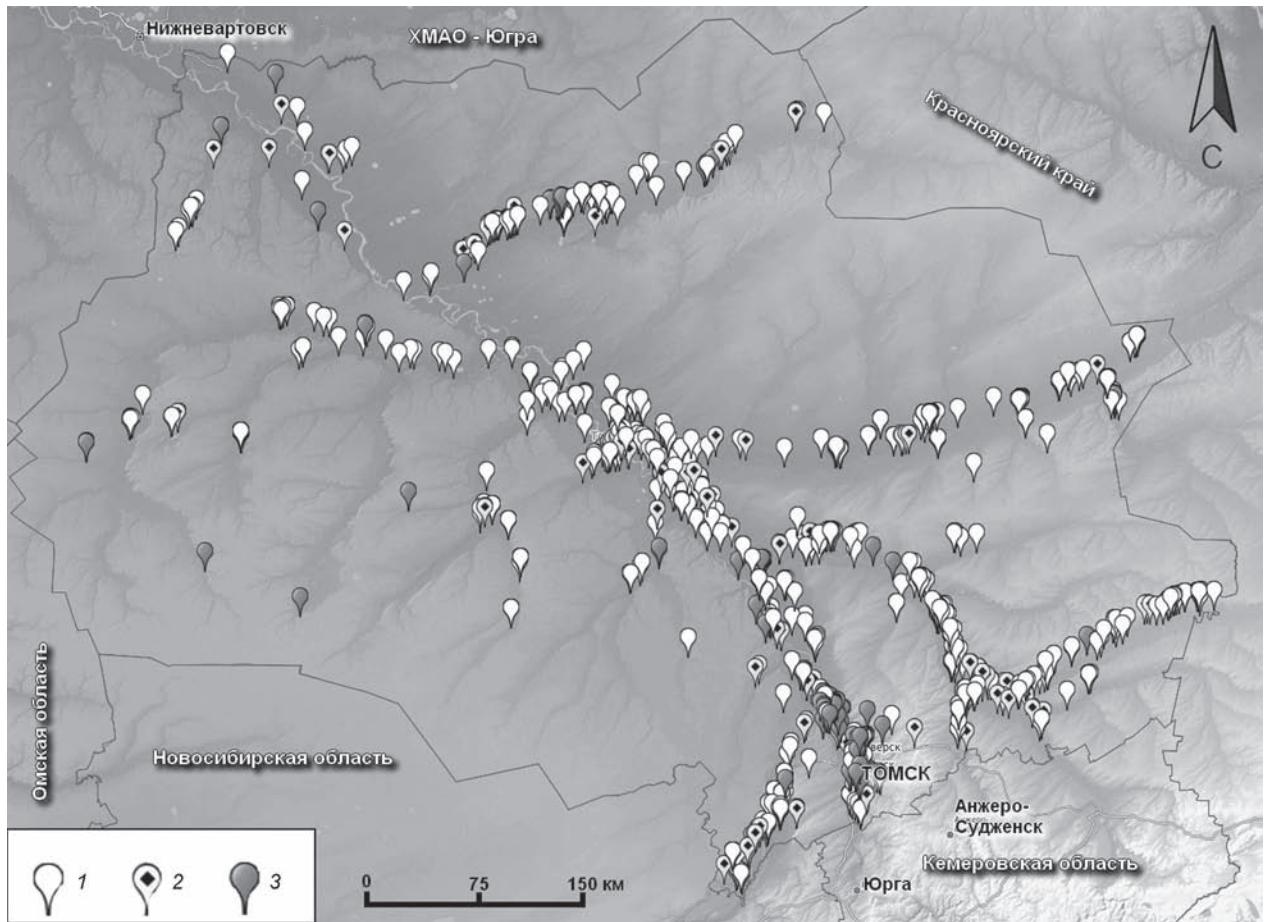 Нижневартовск
ХМАО - Югра
Красноярский край
С
верск
ТОМСК
Анжеро-
Судженск
Кемеровская область
Юрга
Омская область
Новосибирская область
1
2
3
0
75
150 км